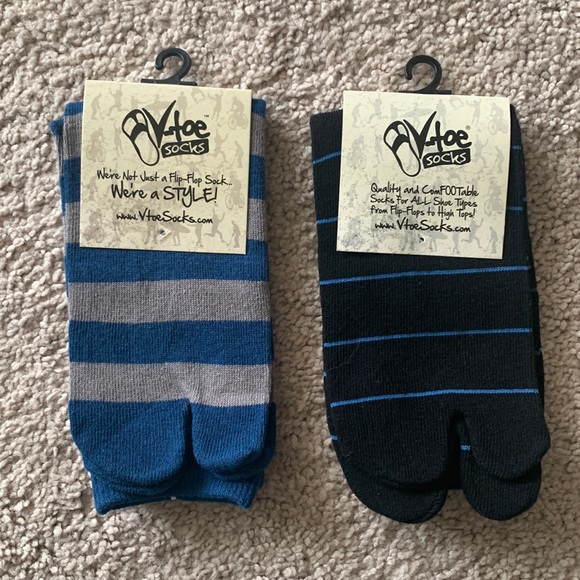 V-toe™
SOCKS
We're Not Just a Flip-Flop Sock...
We're a STYLE!
www.VtoeSocks.com
V-toe®
SOCKS
Quality and ComFOOTable
Socks for ALL Shoe Types
from Flip-Flops to High Tops!
www.VtoeSocks.com